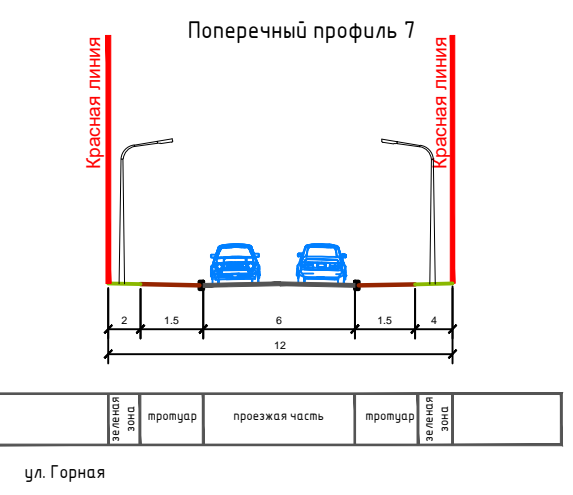 Поперечный профиль 7
Красная линия
Красная линия
2 1.5 6 1.5 4
12
зеленая
зона
тротуар
проезжая часть
тротуар
зеленая
зона
ул. Горная